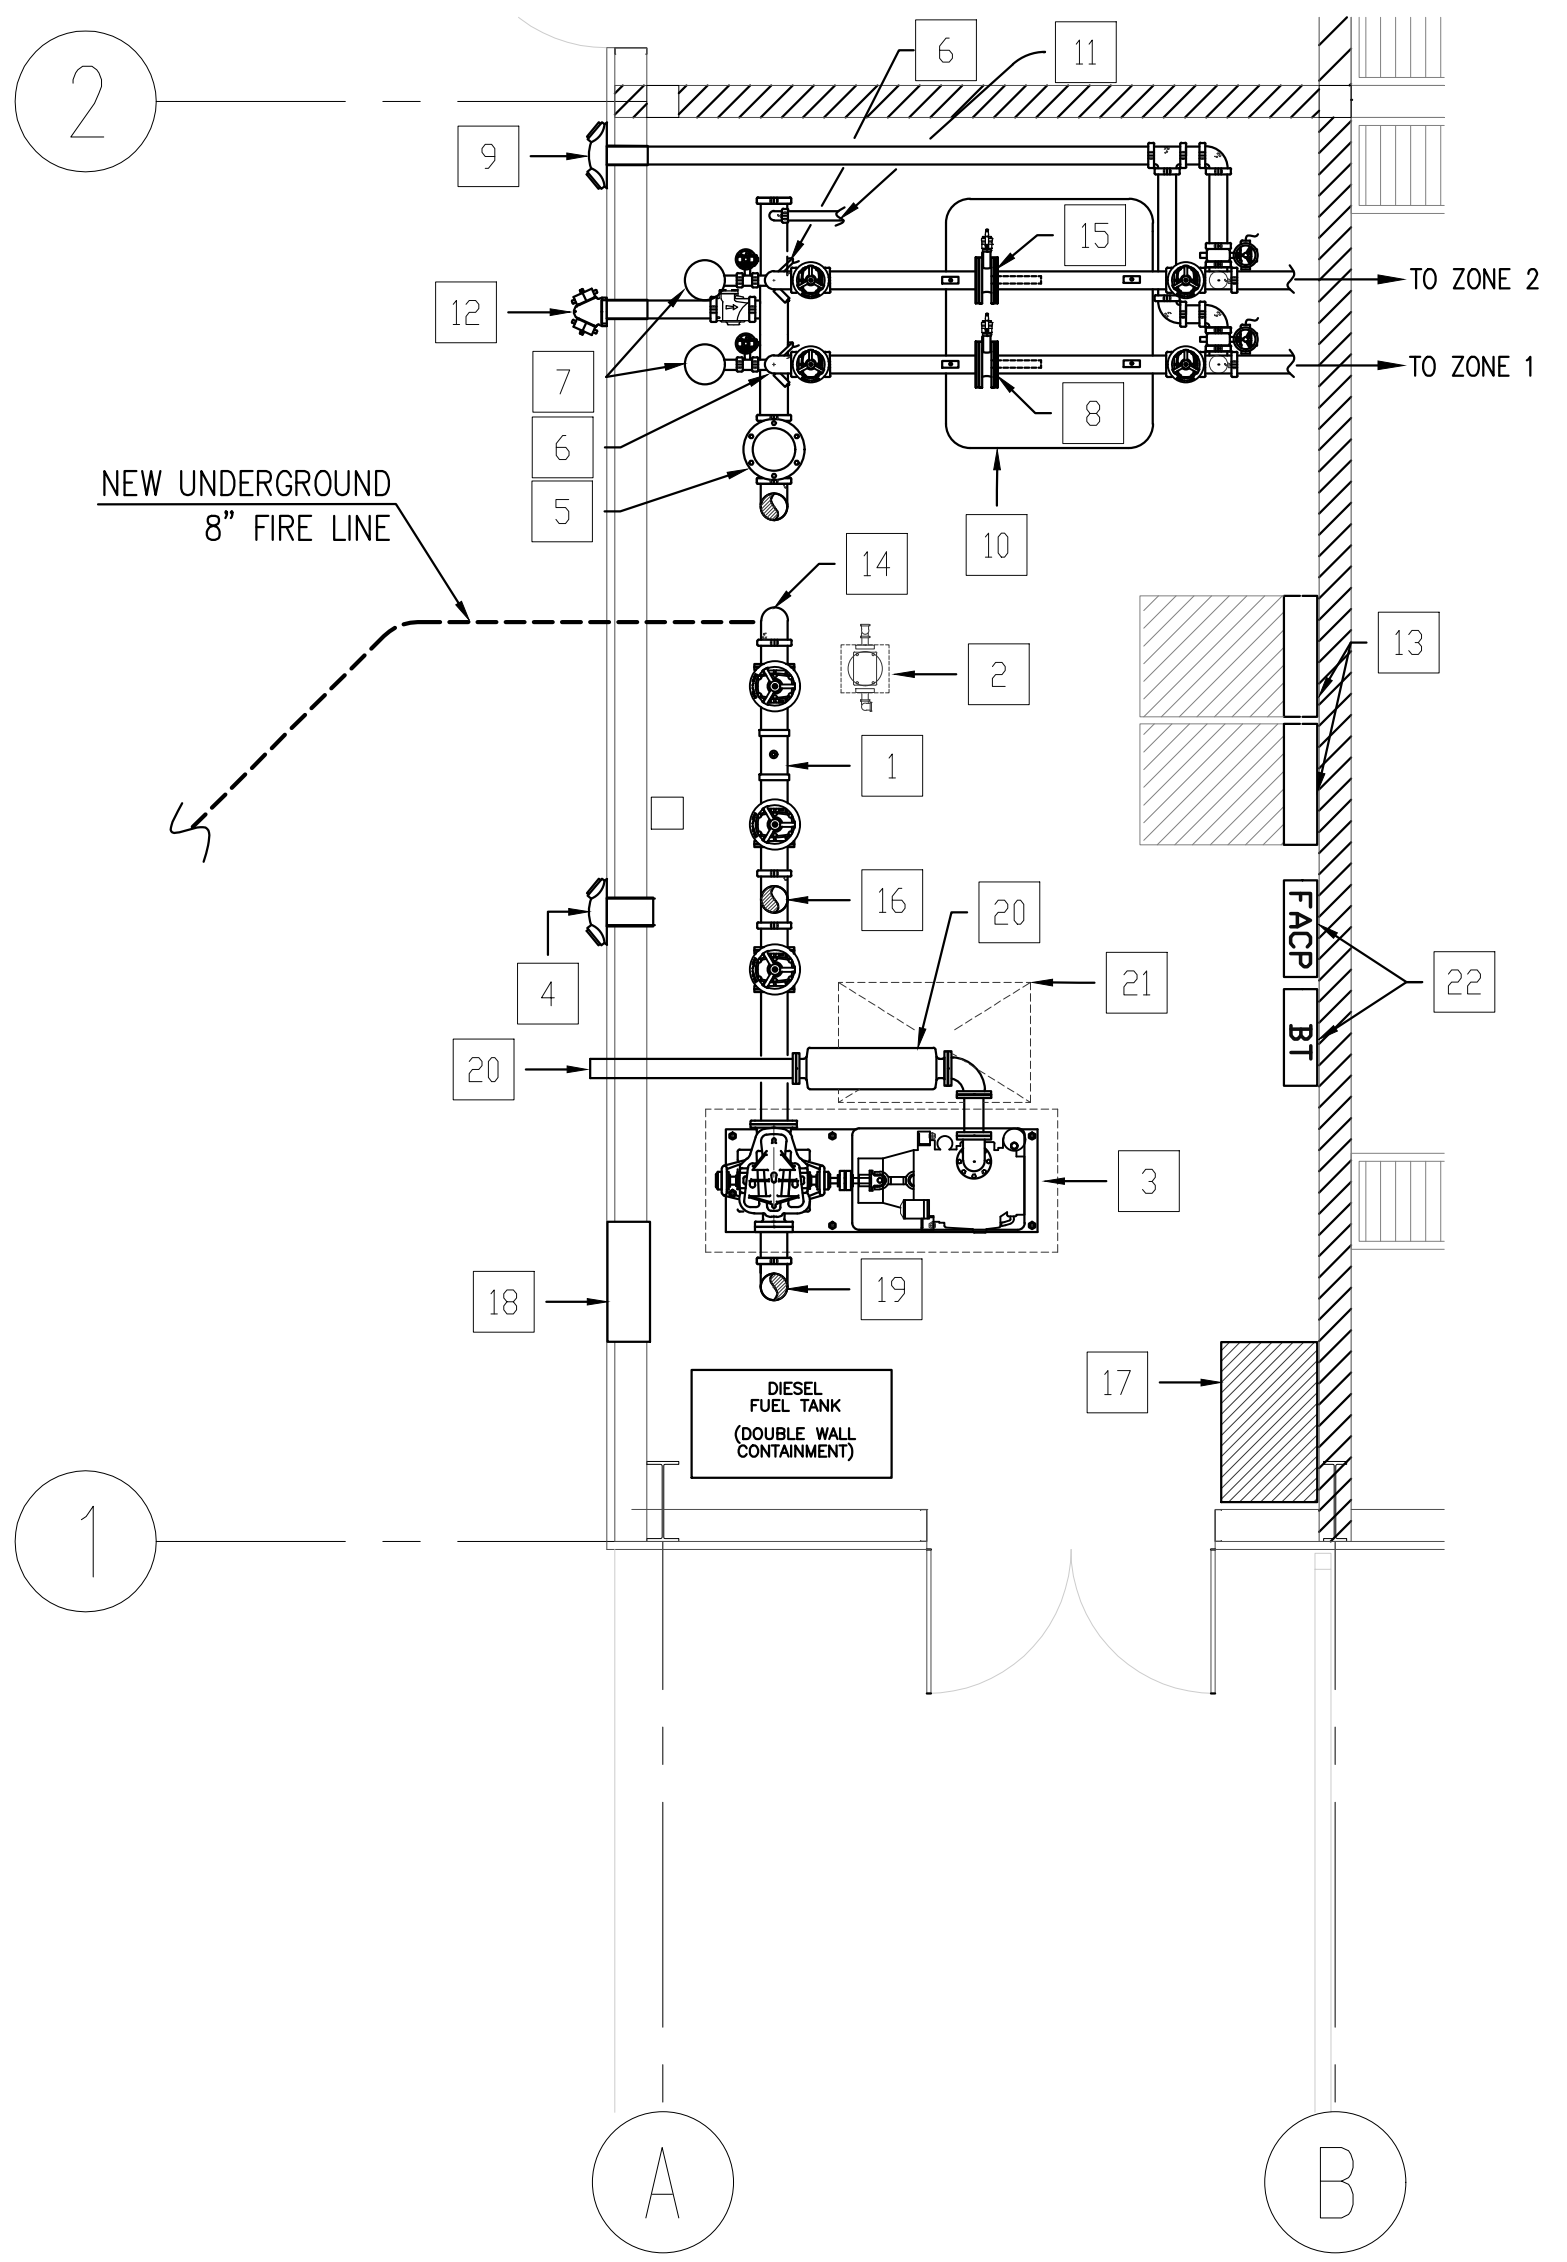 2
6
11
9
15
TO ZONE 2
12
TO ZONE 1
7
8
6
NEW UNDERGROUND
8" FIRE LINE
5
10
14
13
2
1
16
20
FACP
4
21
22
BT
20
3
19
18
17
DIESEL
FUEL TANK
(DOUBLE WALL
CONTAINMENT)
1
A
B